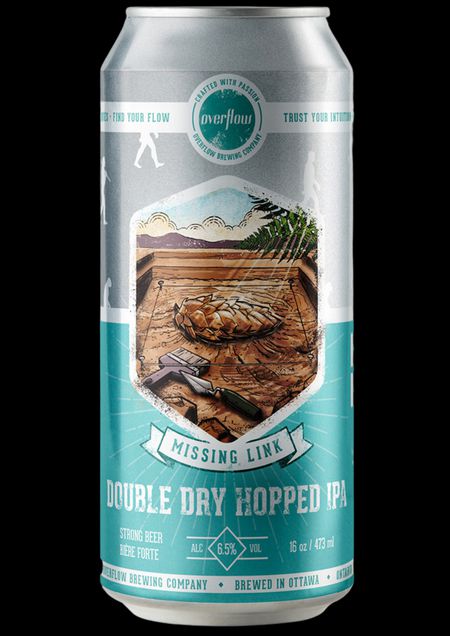 CRAFTED WITH PASSION
• FIND YOUR FLOW
overflow
TRUST YOUR INTUITION
OVERFLOW BREWING COMPANY
MISSING LINK
DOUBLE DRY HOPPED IPA
STRONG BEER
BIÈRE FORTE
ALC 6.5% VOL
16 oz / 473 ml
OVERFLOW BREWING COMPANY • BREWED IN OTTAWA •